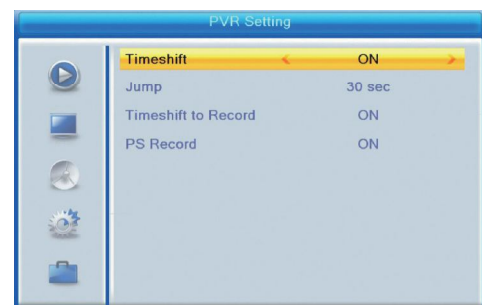 PVR Setting
Timeshift ON
Jump 30 sec
Timeshift to Record ON
PS Record ON